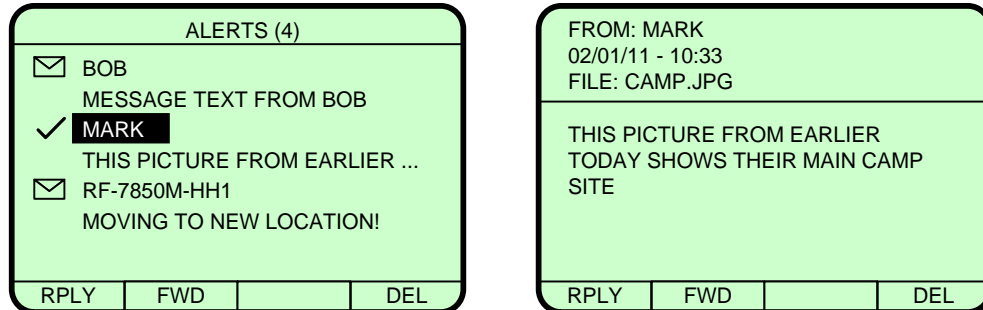 ALERTS (4)
BOB
MESSAGE TEXT FROM BOB
MARK
THIS PICTURE FROM EARLIER ...
RF-7850M-HH1
MOVING TO NEW LOCATION!
RPLY FWD DEL
FROM: MARK
02/01/11 - 10:33
FILE: CAMP.JPG
THIS PICTURE FROM EARLIER
TODAY SHOWS THEIR MAIN CAMP
SITE
RPLY FWD DEL